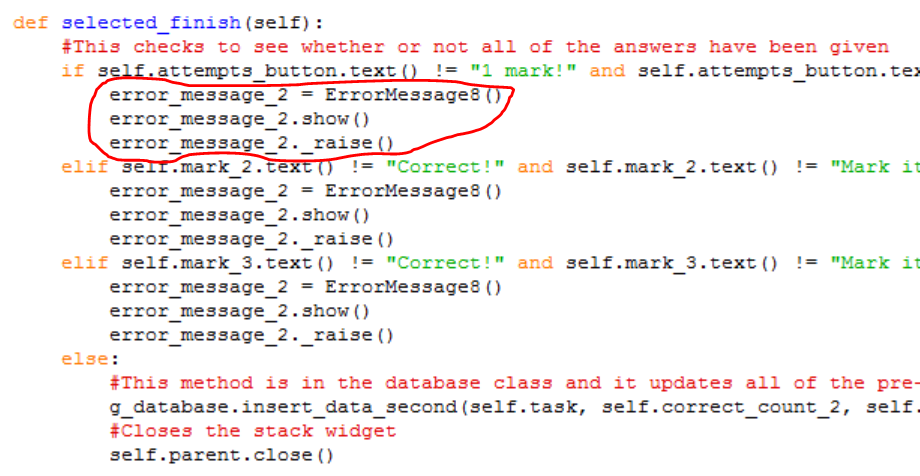 def selected_finish(self):
#This checks to see whether or not all of the answers have been given
if self.attempts_button.text() != "1 mark!" and self.attempts_button.tex
error_message_2 = ErrorMessage8()
error_message_2.show()
error_message_2._raise()
elif self.mark_2.text() != "Correct!" and self.mark_2.text() != "Mark it
error_message_2 = ErrorMessage8()
error_message_2.show()
error_message_2._raise()
elif self.mark_3.text() != "Correct!" and self.mark_3.text() != "Mark it
error_message_2 = ErrorMessage8()
error_message_2.show()
error_message_2._raise()
else:
#This method is in the database class and it updates all of the pre-
g_database.insert_data_second(self.task, self.correct_count_2, self.
#Closes the stack widget
self.parent.close()